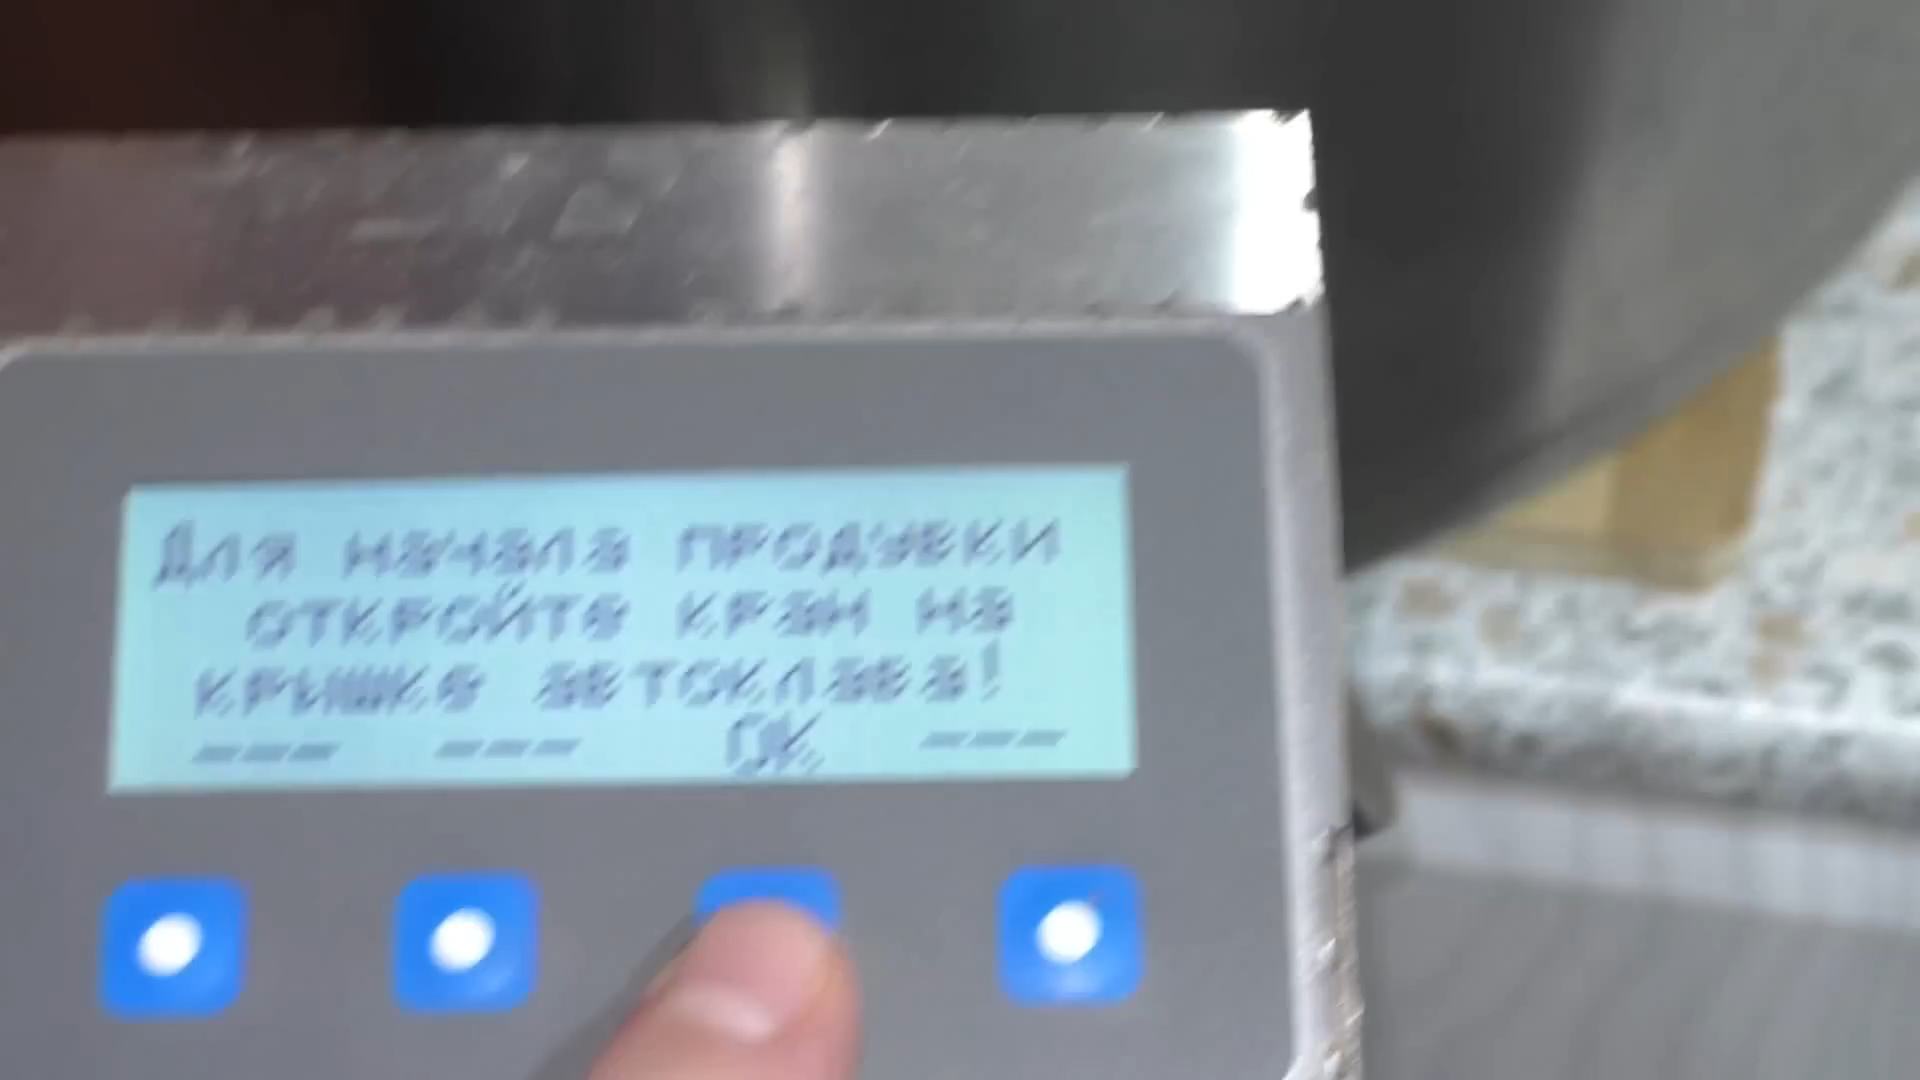 Для начала продувки
откройте кран на
крышке автоклава!
--- --- OK ---